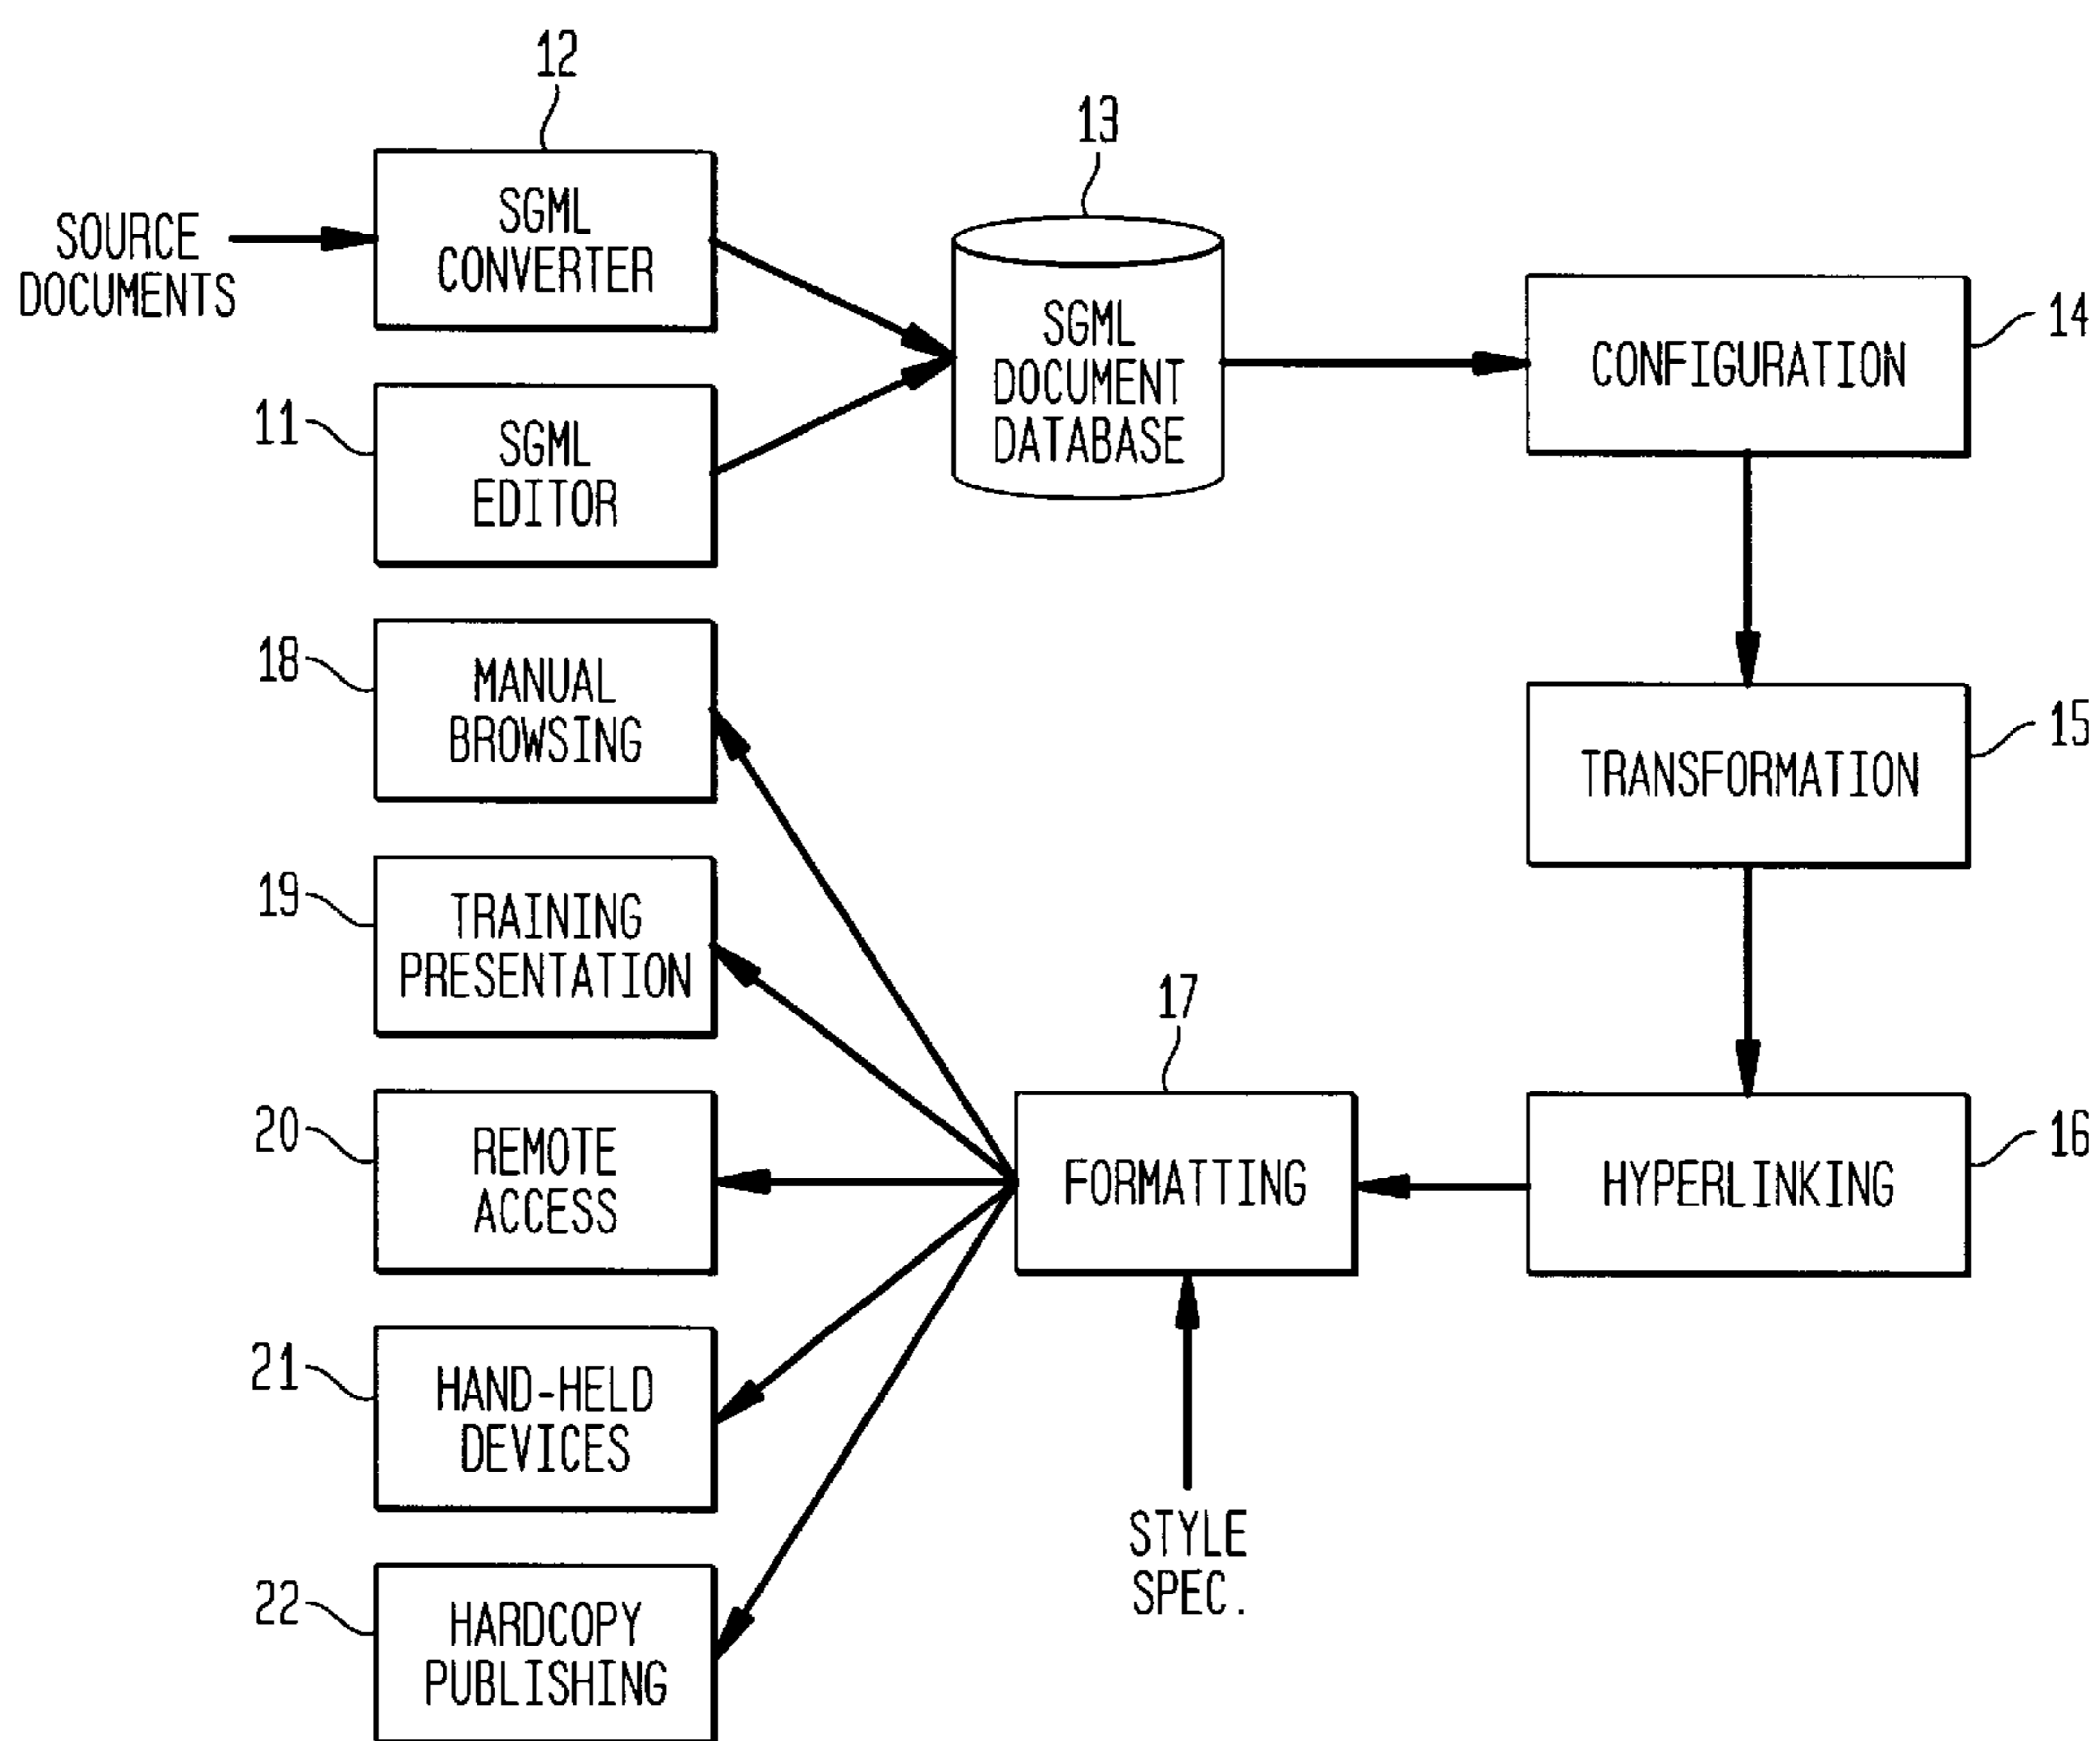 12
13
SOURCE
DOCUMENTS
SGML
CONVERTER
SGML
DOCUMENT
DATABASE
CONFIGURATION
14
11
SGML
EDITOR
18
MANUAL
BROWSING
TRANSFORMATION
15
19
TRAINING
PRESENTATION
17
20
REMOTE
ACCESS
FORMATTING
HYPERLINKING
16
21
HAND-HELD
DEVICES
STYLE
SPEC.
22
HARDCOPY
PUBLISHING